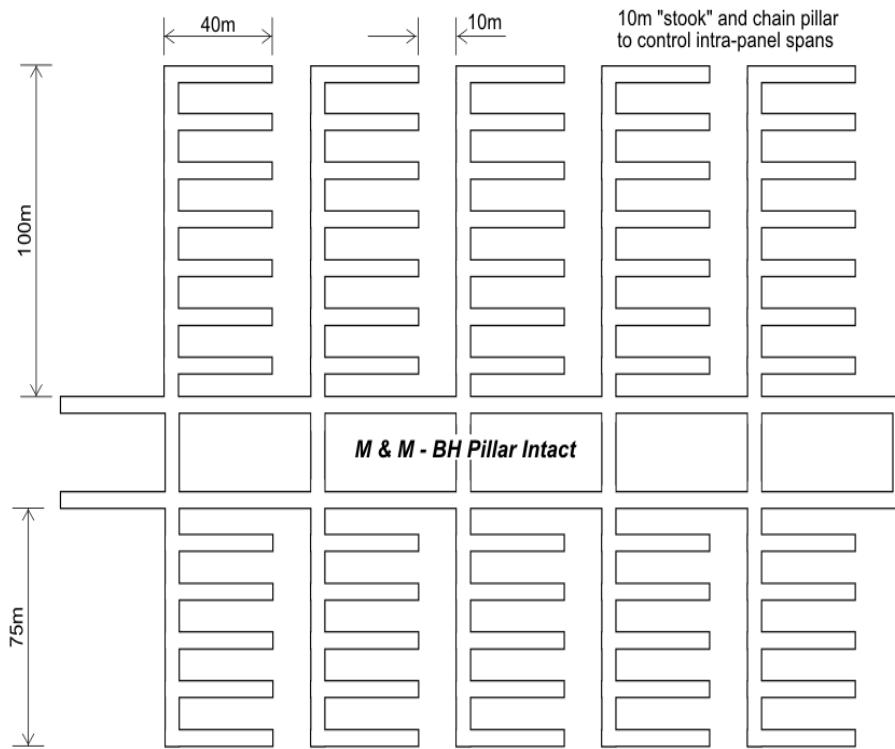 40m
10m
10m "stook" and chain pillar
to control intra-panel spans
100m
M & M - BH Pillar Intact
75m